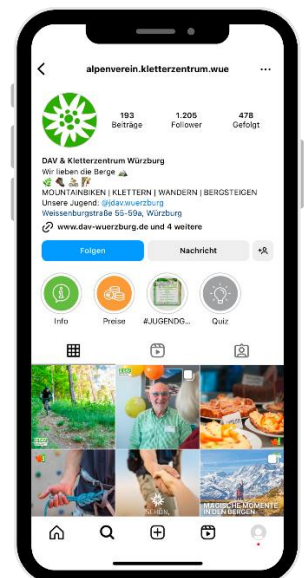 alpenverein.kletterzentrum.wue
193
1.205
478
Beiträge
Follower
Gefolgt
DAV & Kletterzentrum Würzburg
Wir lieben die Berge
MOUNTAINBIKEN | KLETTERN | WANDERN | BERGSTEIGEN
Unsere Jugend: @jdav.wuerzburg
Weissenburgstraße 55-59a, Würzburg
www.dav-wuerzburg.de und 4 weitere
Folgen
Nachricht
Info
Preise
#JUGENDG...
Quiz
SCHÖN,
MAGISCHE MOMENTE
IN DEN BERGEN